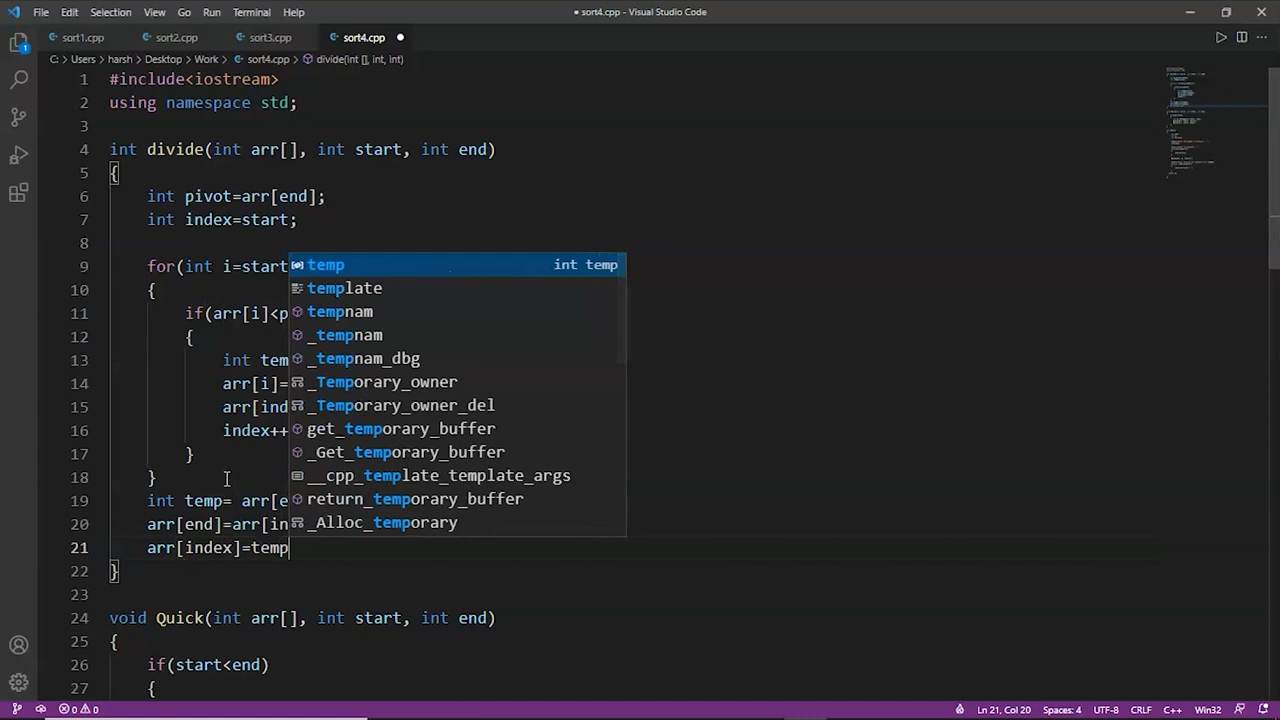 File Edit Selection View Go Run Terminal Help ● sort4.cpp - Visual Studio Code
sort1.cpp sort2.cpp sort3.cpp sort4.cpp ●
C: > Users > harsh > Desktop > Work > sort4.cpp > divide(int [], int, int)
1 #include<iostream>
2 using namespace std;
3
4 int divide(int arr[], int start, int end)
5 {
6 int pivot=arr[end];
7 int index=start;
8
9 for(int i=start
temp int temp
10 {
template
11 if(arr[i]<p
tempnam
12 {
_tempnam
13 int tem
_tempnam_dbg
14 arr[i]=
_Temporary_owner
15 arr[ind
_Temporary_owner_del
16 index++
get_temporary_buffer
17 }
_Get_temporary_buffer
18 }
__cpp_template_template_args
19 int temp= arr[e
return_temporary_buffer
20 arr[end]=arr[in
_Alloc_temporary
21 arr[index]=temp
22 }
23
24 void Quick(int arr[], int start, int end)
25 {
26 if(start<end)
27 {
0 0 Ln 21, Col 20 Spaces: 4 UTF-8 CRLF C++ Win32